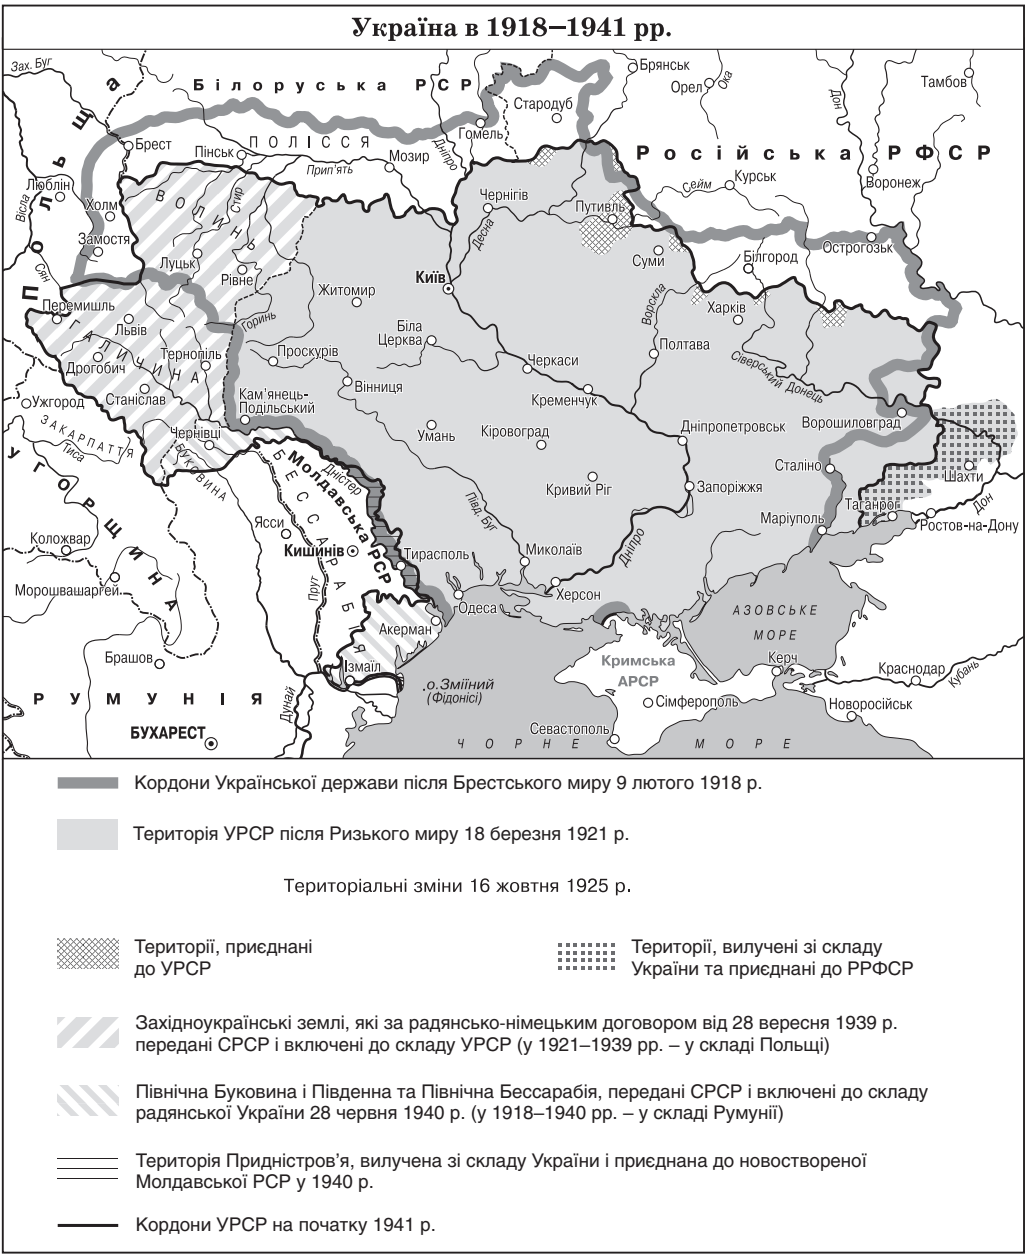 Україна в 1918–1941 рр.
Зах. Буг
Білоруська РСР
Брянськ
Орел
Ока
Дон
Тамбов
Стародуб
Гомель
Дніпро
Польща
Брест
Пінськ
ПОЛІССЯ
Мозир
Прип'ять
Російська РФСР
Люблін
Вісла
Холм
Замостя
ВОЛИНЬ
Стир
Чернігів
Десна
Путивль
Сейм
Курськ
Воронеж
Острогозьк
Сян
Луцьк
Рівне
Київ
Суми
Білгород
Перемишль
Житомир
Ворскла
Харків
Львів
Горинь
Біла
Церква
ГАЛИЧИНА
Дрогобич
Тернопіль
Проскурів
Полтава
Сіверський Донець
Черкаси
Вінниця
Ужгород
Станіслав
Кам'янець-
Подільський
Кременчук
ЗАКАРПАТТЯ
Тиса
Чернівці
Умань
Кіровоград
Дніпропетровськ
Ворошиловград
УГОРЩИНА
БУКОВИНА
БЕССАРАБІЯ
Молдавська РСР
Дністер
Сталіно
Шахти
Кривий Ріг
Запоріжжя
Півд. Буг
Таганрог
Дон
Ростов-на-Дону
Маріуполь
Ясси
Коложвар
Кишинів
Тирасполь
Миколаїв
Дніпро
Морошвашаргей
Прут
Одеса
Херсон
АЗОВСЬКЕ
МОРЕ
Акерман
Брашов
Ізмаїл
Кримська
АРСР
Керч
Краснодар
Кубань
РУМУНІЯ
Дунай
о. Зміїний
(Фідонісі)
Сімферополь
Новоросійськ
БУХАРЕСТ
Севастополь
ЧОРНЕ МОРЕ
Кордони Української держави після Брестського миру 9 лютого 1918 р.
Територія УРСР після Ризького миру 18 березня 1921 р.
Територіальні зміни 16 жовтня 1925 р.
Території, приєднані
до УРСР
Території, вилучені зі складу
України та приєднані до РРФСР
Західноукраїнські землі, які за радянсько-німецьким договором від 28 вересня 1939 р.
передані СРСР і включені до складу УРСР (у 1921–1939 рр. – у складі Польщі)
Північна Буковина і Південна та Північна Бессарабія, передані СРСР і включені до складу
радянської України 28 червня 1940 р. (у 1918–1940 рр. – у складі Румунії)
Територія Придністров'я, вилучена зі складу України і приєднана до новоствореної
Молдавської РСР у 1940 р.
Кордони УРСР на початку 1941 р.